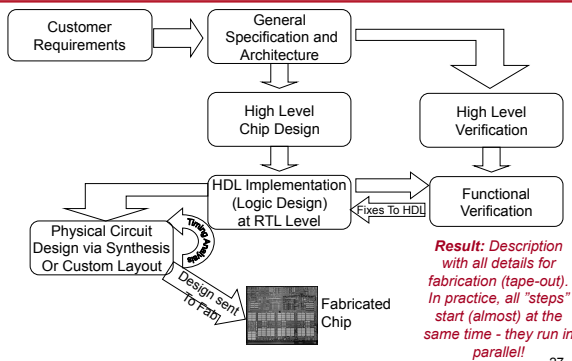 Customer
Requirements
General
Specification and
Architecture
High Level
Chip Design
High Level
Verification
HDL Implementation
(Logic Design)
at RTL Level
Fixes To HDL
Functional
Verification
Timing Analysis
Physical Circuit
Design via Synthesis
Or Custom Layout
Design sent
To Fab
Fabricated
Chip
Result: Description
with all details for
fabrication (tape-out).
In practice, all "steps"
start (almost) at the
same time - they run in
parallel!
27